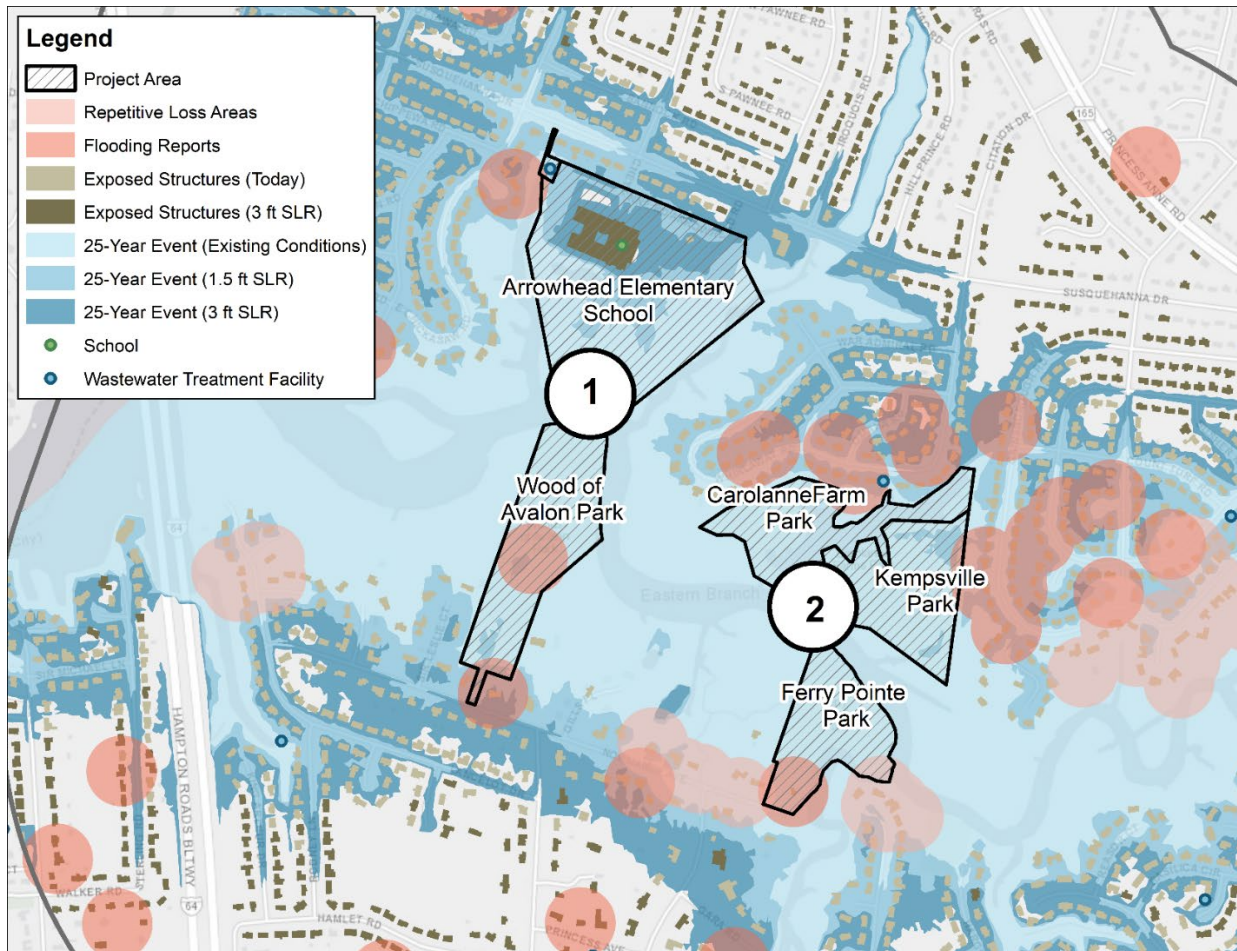 Legend
Project Area
Repetitive Loss Areas
Flooding Reports
Exposed Structures (Today)
Exposed Structures (3 ft SLR)
25-Year Event (Existing Conditions)
25-Year Event (1.5 ft SLR)
25-Year Event (3 ft SLR)
School
Wastewater Treatment Facility
S PAWNEE RD
IROQUOIS RD
HILL PRINCE RD
CITATION DR
165
PRINCESS ANNE RD
SUSQUEHANNA DR
Arrowhead Elementary
School
1
Wood of
Avalon Park
CarolanneFarm
Park
Kempsville
Park
2
Eastern Branch
Ferry Pointe
Park
64
HAMPTON ROADS BLTWY
64
WALKER RD
HAMLET RD
PRINCESS AVE